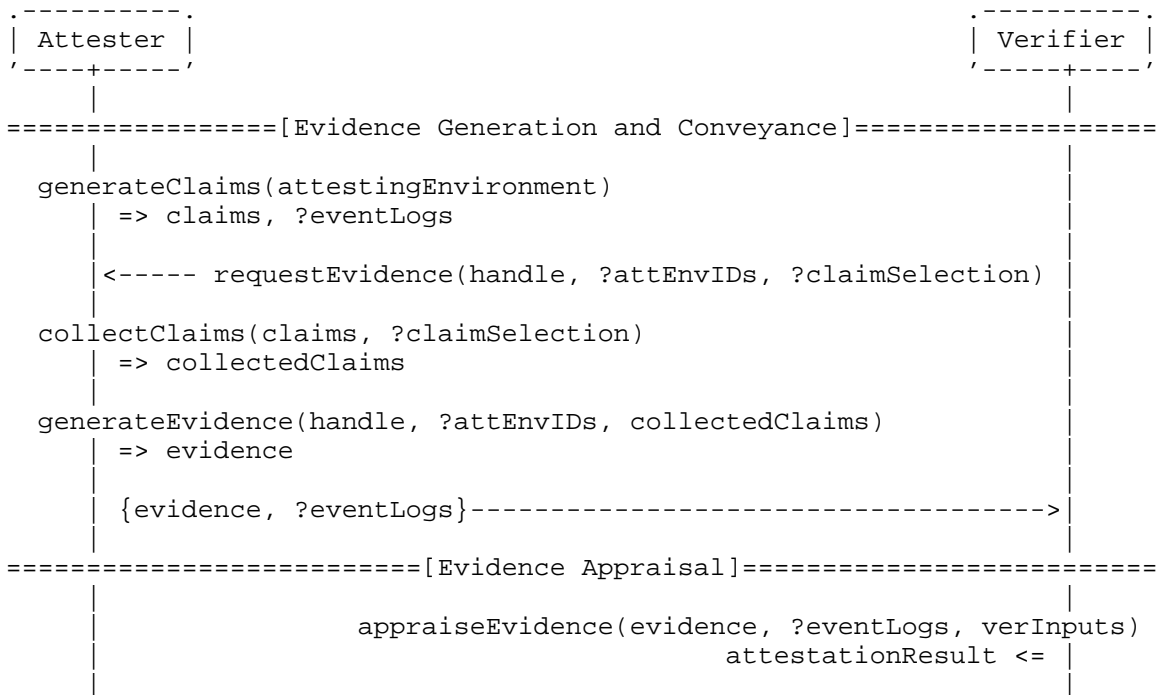 Attester Verifier
[Evidence Generation and Conveyance]
generateClaims(attestingEnvironment)
=> claims, ?eventLogs
<----- requestEvidence(handle, ?attEnvIDs, ?claimSelection)
collectClaims(claims, ?claimSelection)
=> collectedClaims
generateEvidence(handle, ?attEnvIDs, collectedClaims)
=> evidence
{evidence, ?eventLogs}------------------------------------>
[Evidence Appraisal]
appraiseEvidence(evidence, ?eventLogs, verInputs)
attestationResult <=